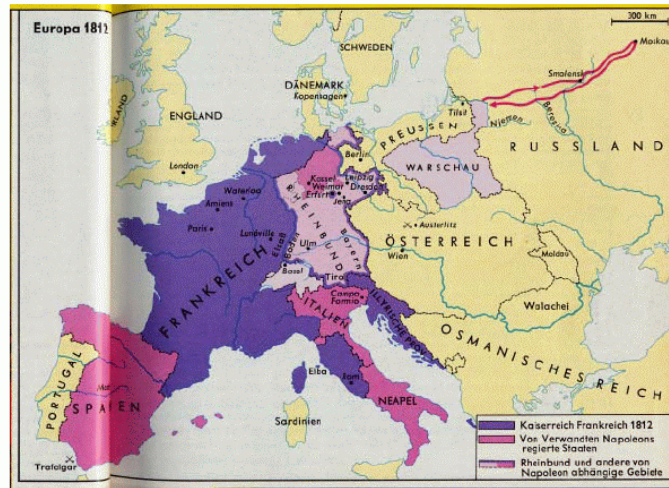 Europa 1812
300 km
SCHWEDEN
Moskau
Smolensk
DÄNEMARK
Kopenhagen
Tilsit
Njemen
Beresina
ENGLAND
PREUSSEN
RUSSLAND
Berlin
London
WARSCHAU
Kassel
Leipzig
Weimar
Dresden
Erfurt
Jena
Waterloo
RHEINBUND
Amiens
Paris
Lunéville
Elsaß
Baden
Ulm
Bayern
Austerlitz
ÖSTERREICH
Wien
Moldau
FRANKREICH
Basel
Tirol
Walachei
Campo
Formio
ITALIEN
ILLYRISCHE PROV.
OSMANISCHES REICH
PORTUGAL
SPANIEN
Elba
Rom
NEAPEL
Sardinien
Trafalgar
Kaiserreich Frankreich 1812
Von Verwandten Napoleons
regierte Staaten
Rheinbund und andere von
Napoleon abhängige Gebiete